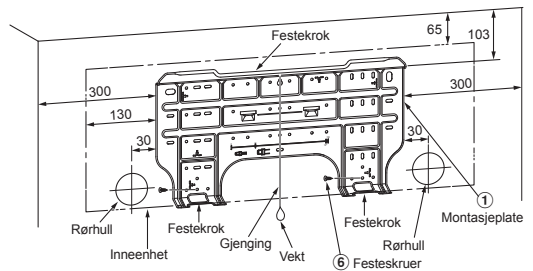 65
103
Festekrok
300
300
130
30
30
① Montasjeplate
Rørhull
Festekrok
Inneenhet
Gjenging
Vekt
⑥ Festeskruer
Festekrok
Rørhull